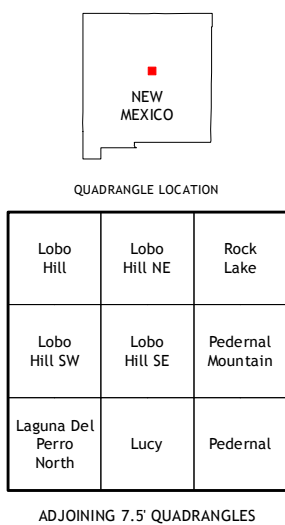 NEW
MEXICO
QUADRANGLE LOCATION
Lobo
Hill
Lobo
Hill NE
Rock
Lake
Lobo
Hill SW
Lobo
Hill SE
Pedernal
Mountain
Laguna Del
Perro
North
Lucy
Pedernal
ADJOINING 7.5' QUADRANGLES